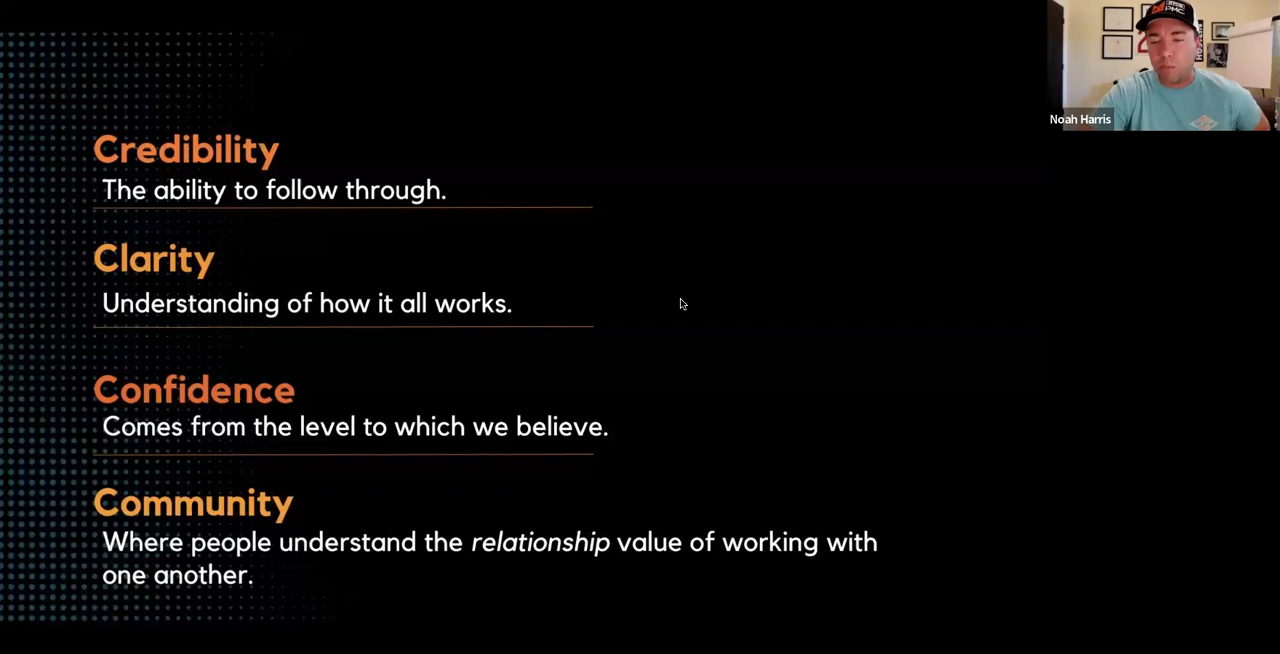 Credibility
The ability to follow through.
Clarity
Understanding of how it all works.
Confidence
Comes from the level to which we believe.
Community
Where people understand the relationship value of working with
one another.
PMC
Noah Harris